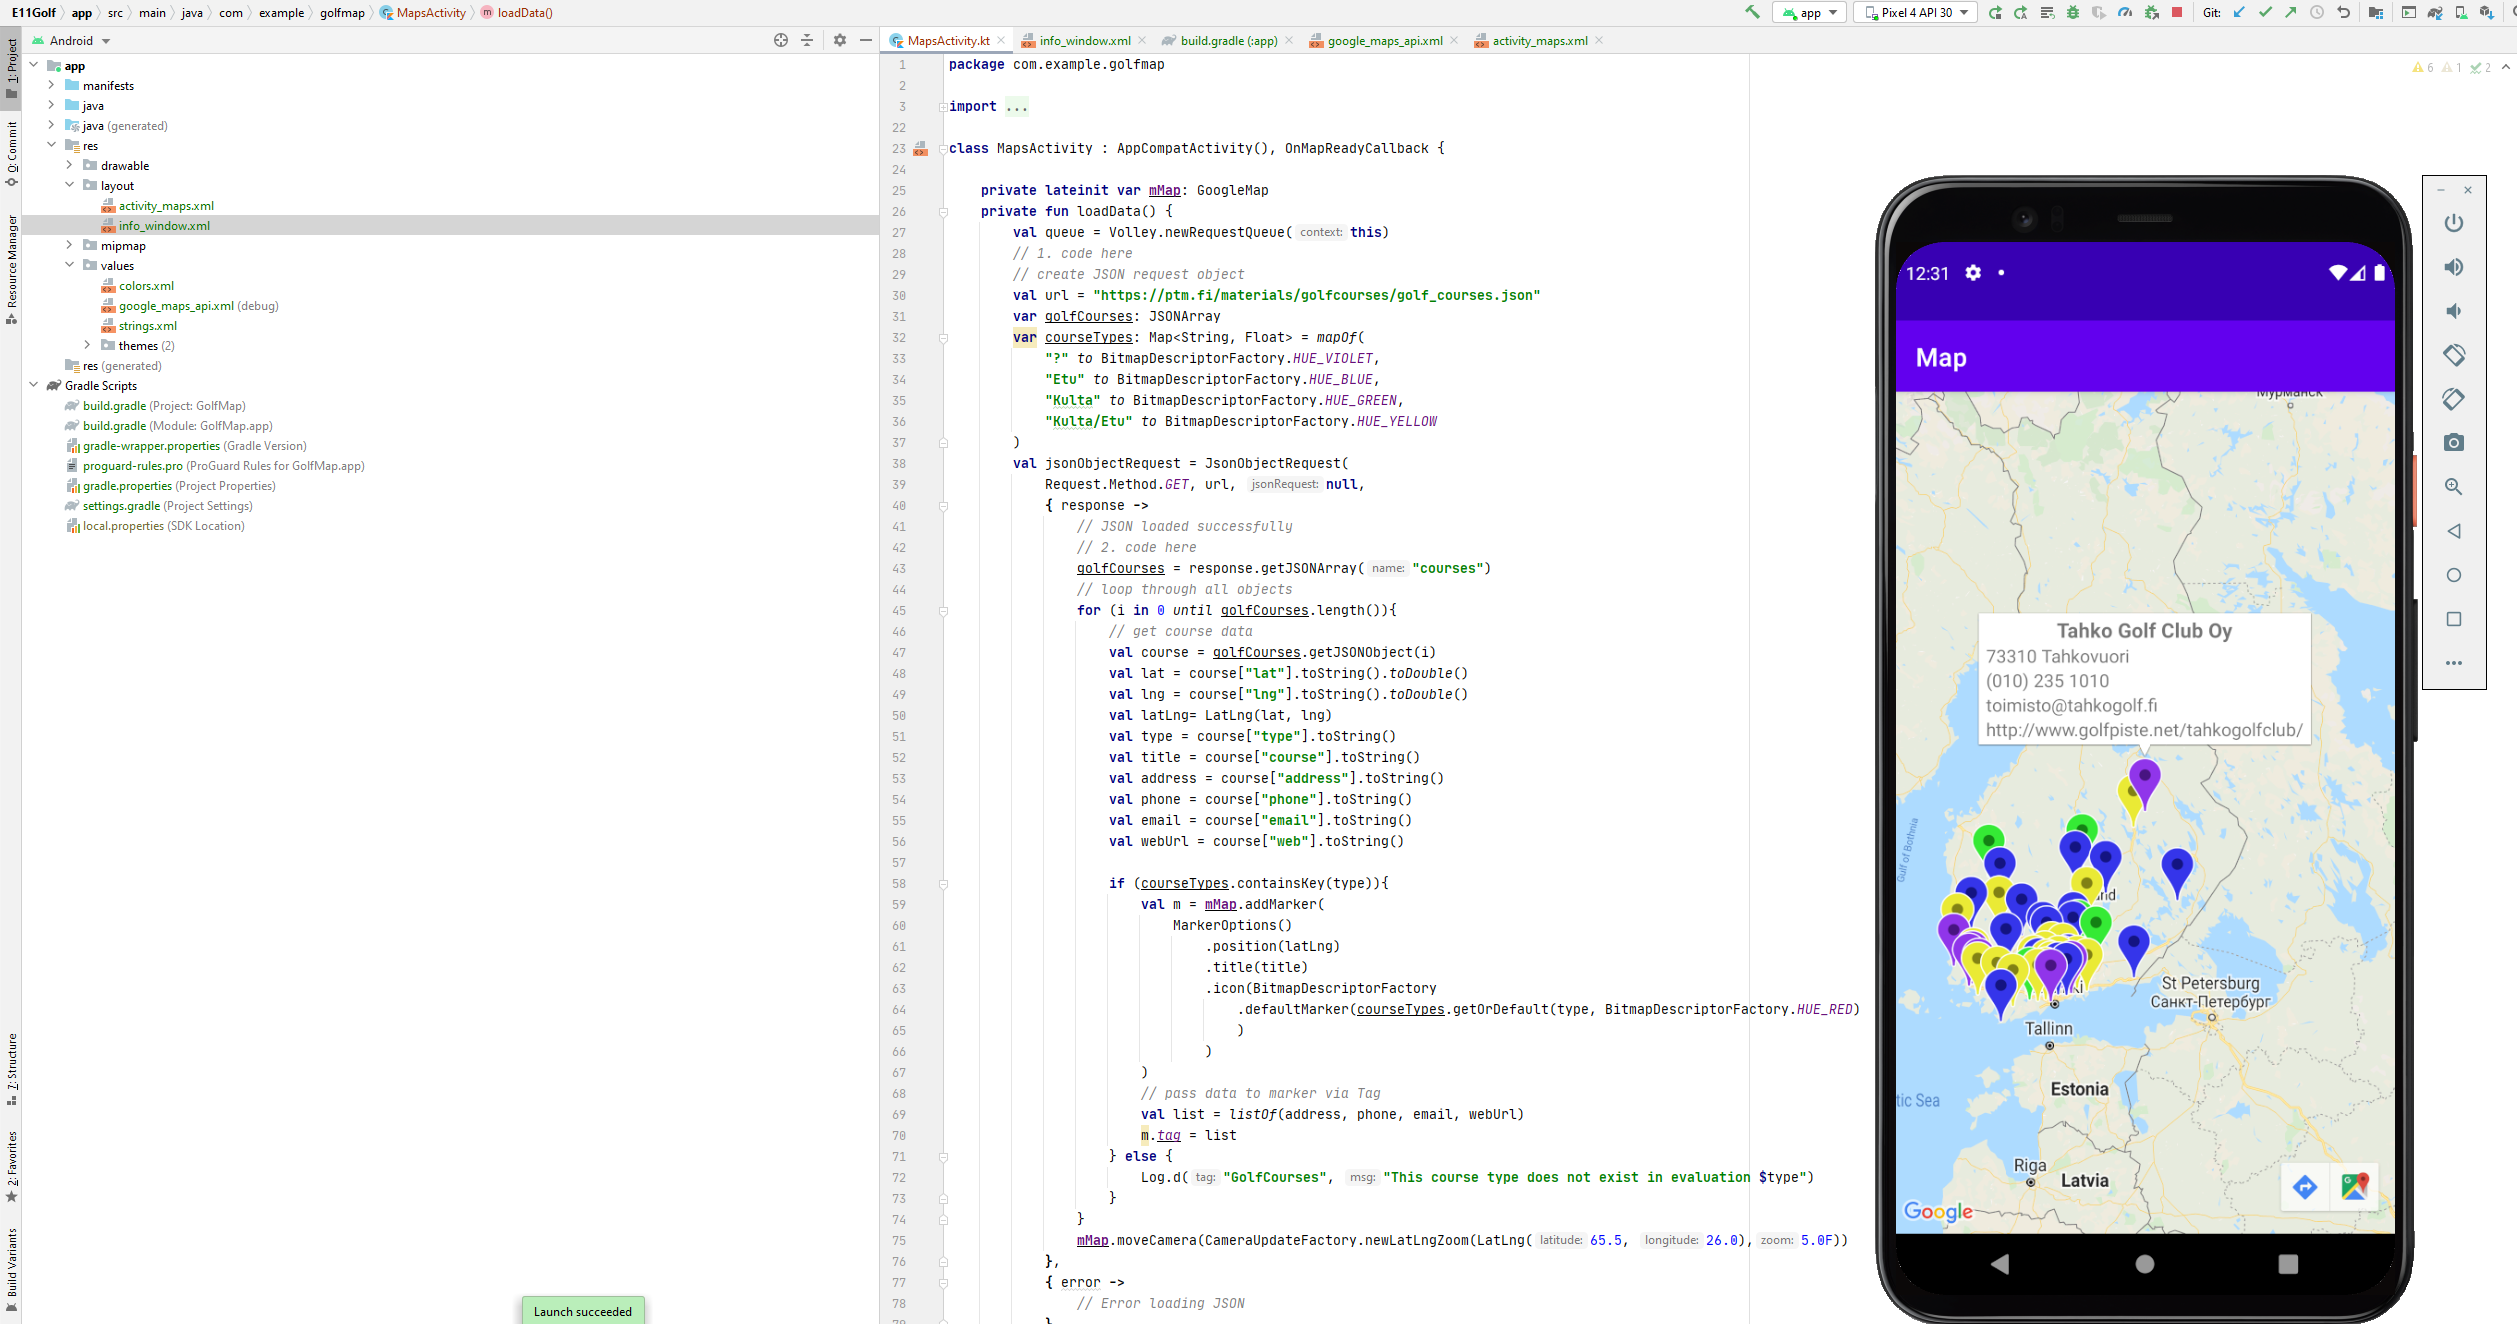 E11Golf app src main java com example golfmap MapsActivity loadData()
app Pixel 4 API 30 Git:
Android
MapsActivity.kt info_window.xml build.gradle (:app) google_maps_api.xml activity_maps.xml
1: Project
0: Commit
Resource Manager
7: Structure
2: Favorites
Build Variants
app
manifests
java
java (generated)
res
drawable
layout
activity_maps.xml
info_window.xml
mipmap
values
colors.xml
google_maps_api.xml (debug)
strings.xml
themes (2)
res (generated)
Gradle Scripts
build.gradle (Project: GolfMap)
build.gradle (Module: GolfMap.app)
gradle-wrapper.properties (Gradle Version)
proguard-rules.pro (ProGuard Rules for GolfMap.app)
gradle.properties (Project Properties)
settings.gradle (Project Settings)
local.properties (SDK Location)
Launch succeeded
6 1 2
1 package com.example.golfmap
2
3 import ...
22
23 class MapsActivity : AppCompatActivity(), OnMapReadyCallback {
24
25 private lateinit var mMap: GoogleMap
26 private fun loadData() {
27 val queue = Volley.newRequestQueue( context: this)
28 // 1. code here
29 // create JSON request object
30 val url = "https://ptm.fi/materials/golfcourses/golf_courses.json"
31 var golfCourses: JSONArray
32 var courseTypes: Map<String, Float> = mapOf(
33 "?" to BitmapDescriptorFactory.HUE_VIOLET,
34 "Etu" to BitmapDescriptorFactory.HUE_BLUE,
35 "Kulta" to BitmapDescriptorFactory.HUE_GREEN,
36 "Kulta/Etu" to BitmapDescriptorFactory.HUE_YELLOW
37 )
38 val jsonObjectRequest = JsonObjectRequest(
39 Request.Method.GET, url, jsonRequest: null,
40 { response ->
41 // JSON loaded successfully
42 // 2. code here
43 golfCourses = response.getJSONArray( name: "courses")
44 // loop through all objects
45 for (i in 0 until golfCourses.length()){
46 // get course data
47 val course = golfCourses.getJSONObject(i)
48 val lat = course["lat"].toString().toDouble()
49 val lng = course["lng"].toString().toDouble()
50 val latLng= LatLng(lat, lng)
51 val type = course["type"].toString()
52 val title = course["course"].toString()
53 val address = course["address"].toString()
54 val phone = course["phone"].toString()
55 val email = course["email"].toString()
56 val webUrl = course["web"].toString()
57
58 if (courseTypes.containsKey(type)){
59 val m = mMap.addMarker(
60 MarkerOptions()
61 .position(latLng)
62 .title(title)
63 .icon(BitmapDescriptorFactory
64 .defaultMarker(courseTypes.getOrDefault(type, BitmapDescriptorFactory.HUE_RED)
65 )
66 )
67 )
68 // pass data to marker via Tag
69 val list = listOf(address, phone, email, webUrl)
70 m.tag = list
71 } else {
72 Log.d( tag: "GolfCourses", msg: "This course type does not exist in evaluation $type")
73 }
74 }
75 mMap.moveCamera(CameraUpdateFactory.newLatLngZoom(LatLng( latitude: 65.5, longitude: 26.0), zoom: 5.0F))
76 },
77 { error ->
78 // Error loading JSON
79 }
12:31
Map
Мурманск
Tahko Golf Club Oy
73310 Tahkovuori
(010) 235 1010
toimisto@tahkogolf.fi
http://www.golfpiste.net/tahkogolfclub/
Gulf of Bothnia
nd
ki
St Petersburg
Санкт-Петербург
Tallinn
Estonia
tic Sea
Riga
Latvia
Google